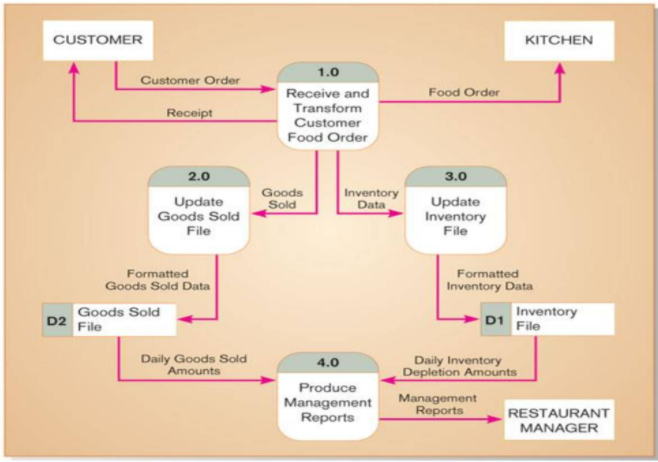 CUSTOMER
KITCHEN
Customer Order
Receipt
1.0
Receive and
Transform
Customer
Food Order
Food Order
2.0
Update
Goods Sold
File
Goods
Sold
Inventory
Data
3.0
Update
Inventory
File
Formatted
Goods Sold Data
Formatted
Inventory Data
D2
Goods Sold
File
D1
Inventory
File
Daily Goods Sold
Amounts
4.0
Produce
Management
Reports
Daily Inventory
Depletion Amounts
Management
Reports
RESTAURANT
MANAGER